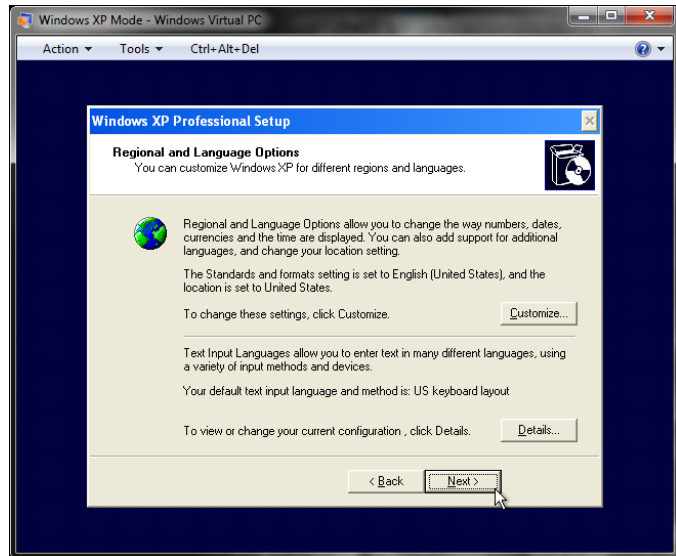 Windows XP Mode - Windows Virtual PC
Action Tools Ctrl+Alt+Del
Windows XP Professional Setup
Regional and Language Options
You can customize Windows XP for different regions and languages.
Regional and Language Options allow you to change the way numbers, dates,
currencies and the time are displayed. You can also add support for additional
languages, and change your location setting.
The Standards and formats setting is set to English (United States), and the
location is set to United States.
To change these settings, click Customize.
Customize...
Text Input Languages allow you to enter text in many different languages, using
a variety of input methods and devices.
Your default text input language and method is: US keyboard layout
To view or change your current configuration , click Details.
Details...
< Back Next >